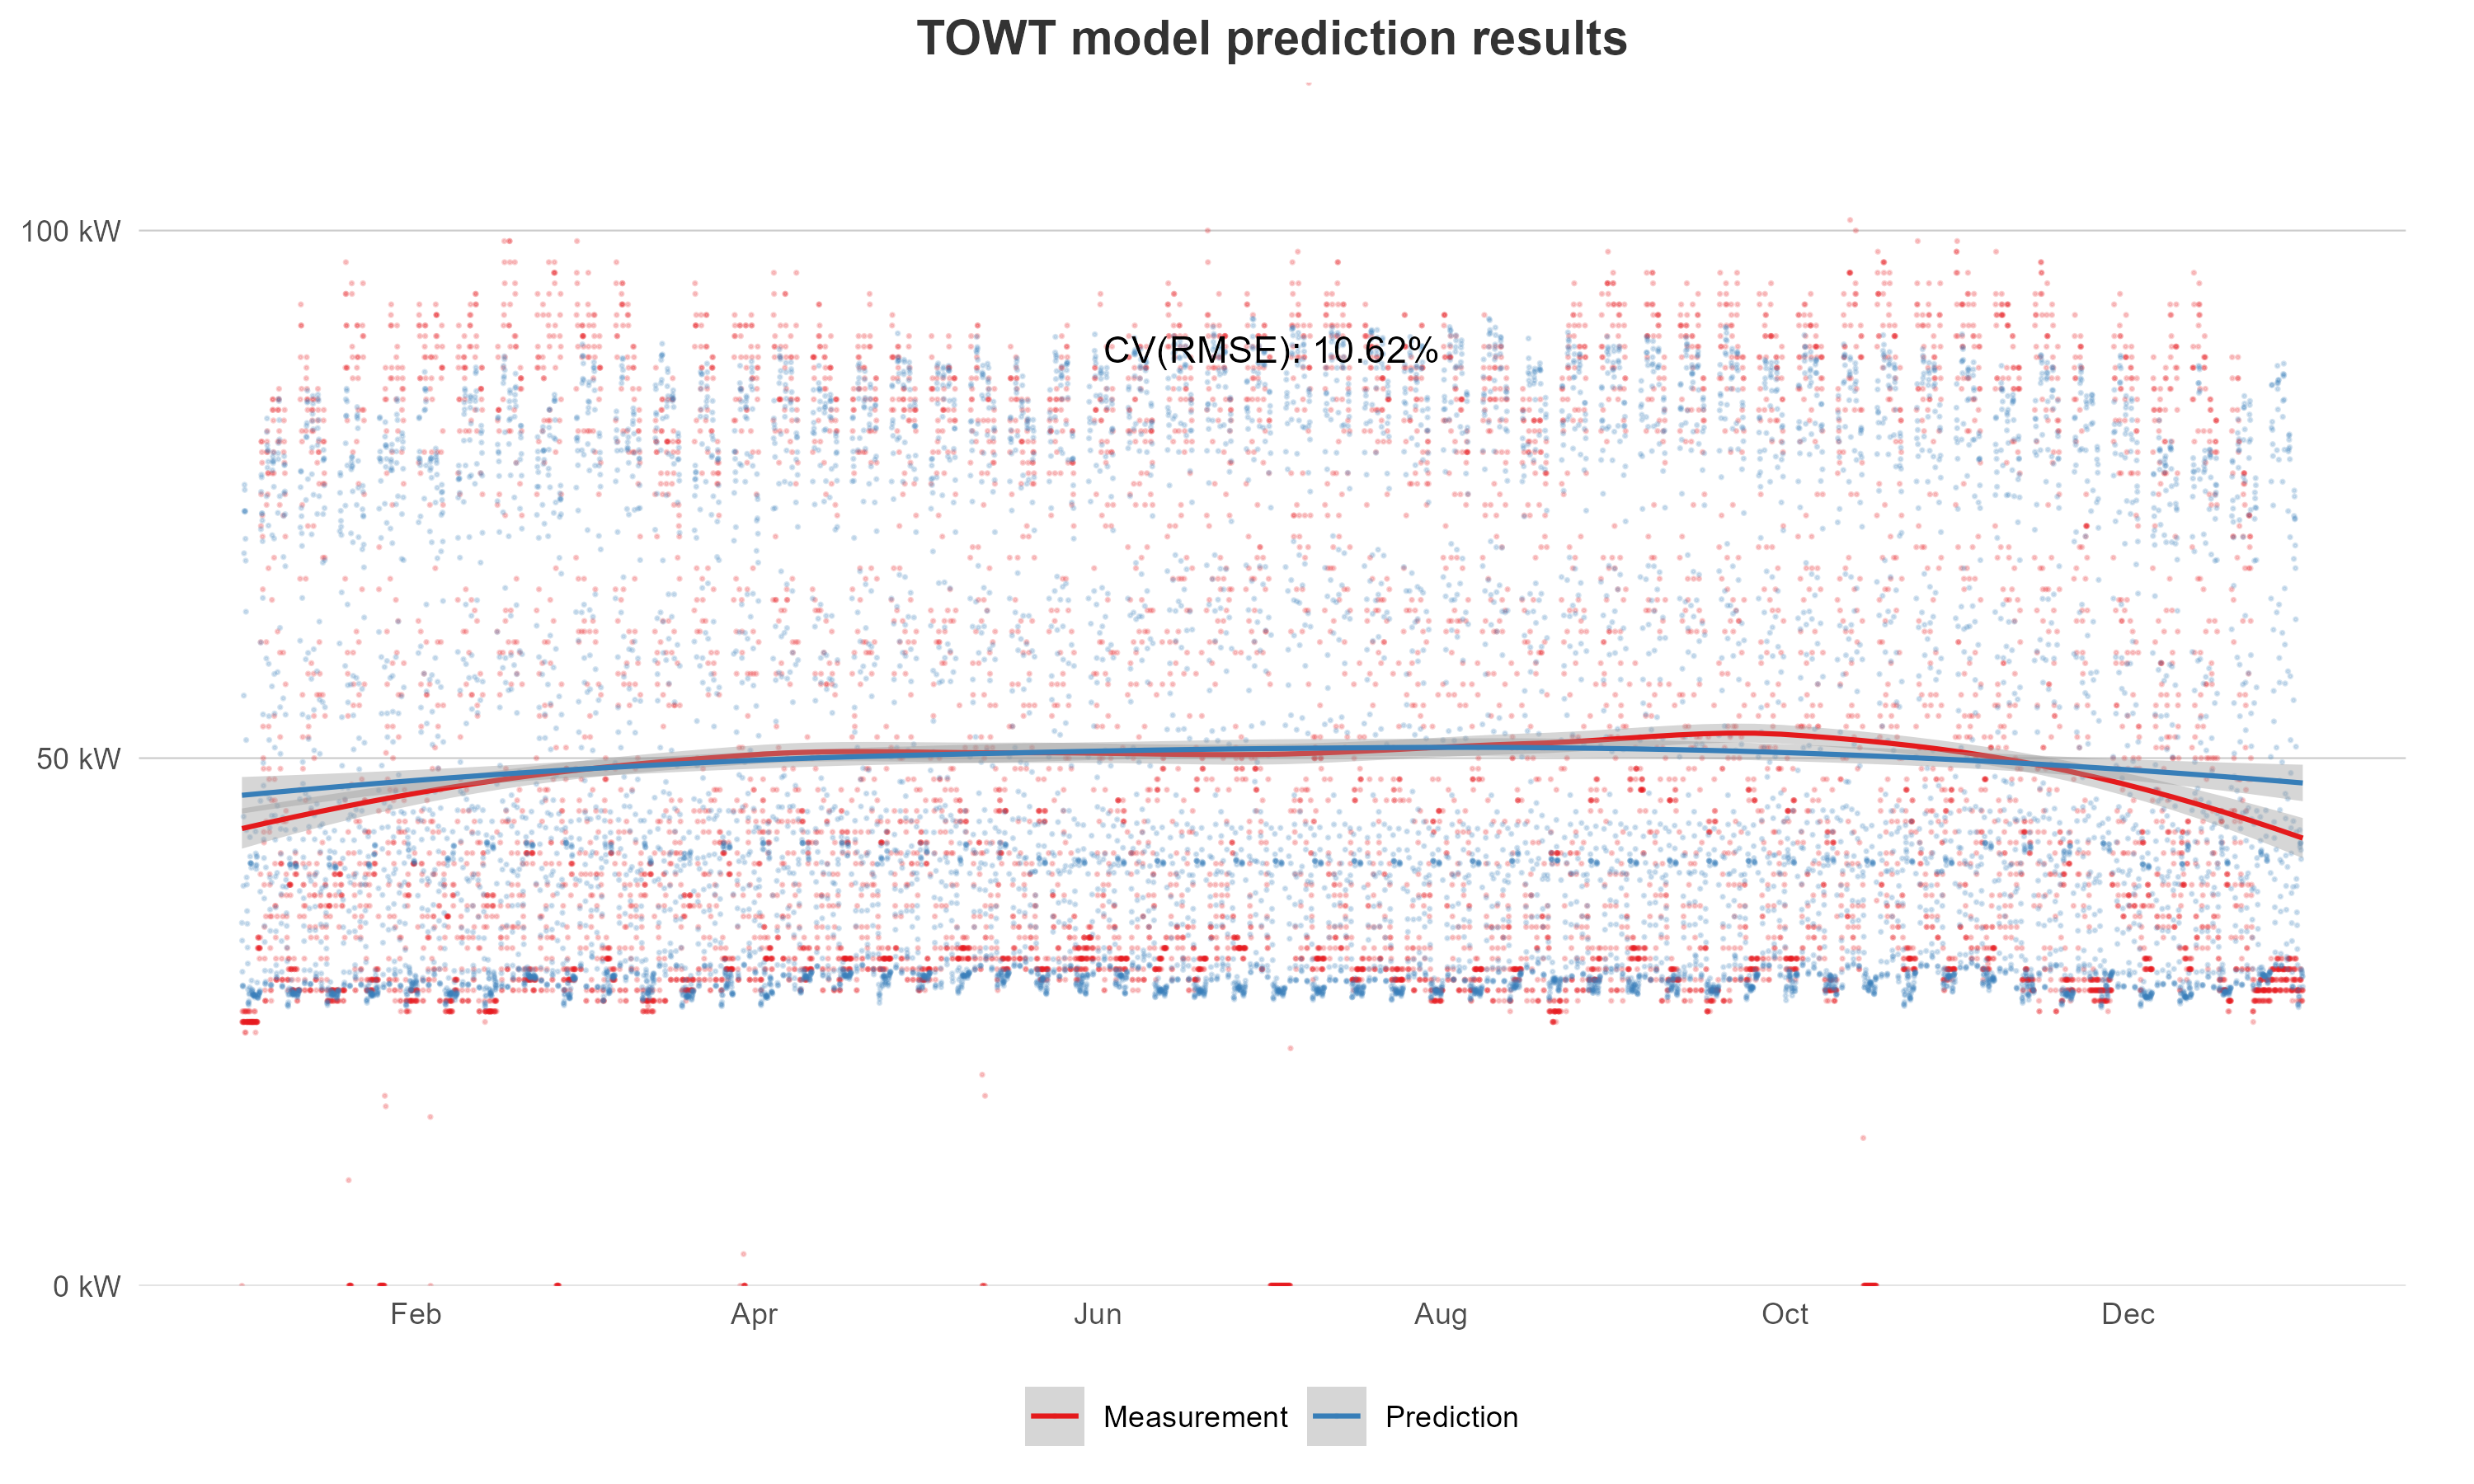 TOWT model prediction results
100 kW
CV(RMSE): 10.62%
50 kW
0 kW
Feb Apr Jun Aug Oct Dec
Measurement Prediction